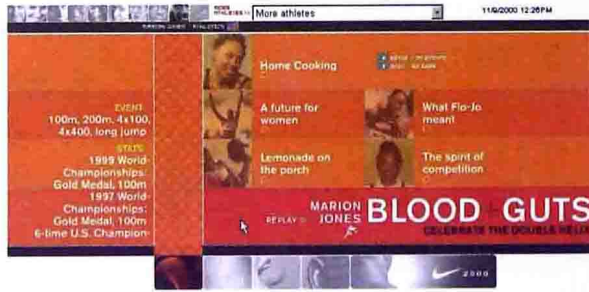 More athletes
11/9/2000 12:26PM
Home Cooking
EVENT:
100m, 200m, 4x100,
4x400, long jump
STATS:
1999 World
Championships:
Gold Medal, 100m
1997 World
Championships:
Gold Medal, 100m
6-time U.S. Champion
A future for
women
What Flo-Jo
meant
Lemonade on
the porch
The spirit of
competition
REPLAY
MARION
JONES
BLOOD + GUTS
CELEBRATE THE DOUBLE HELIX
2000